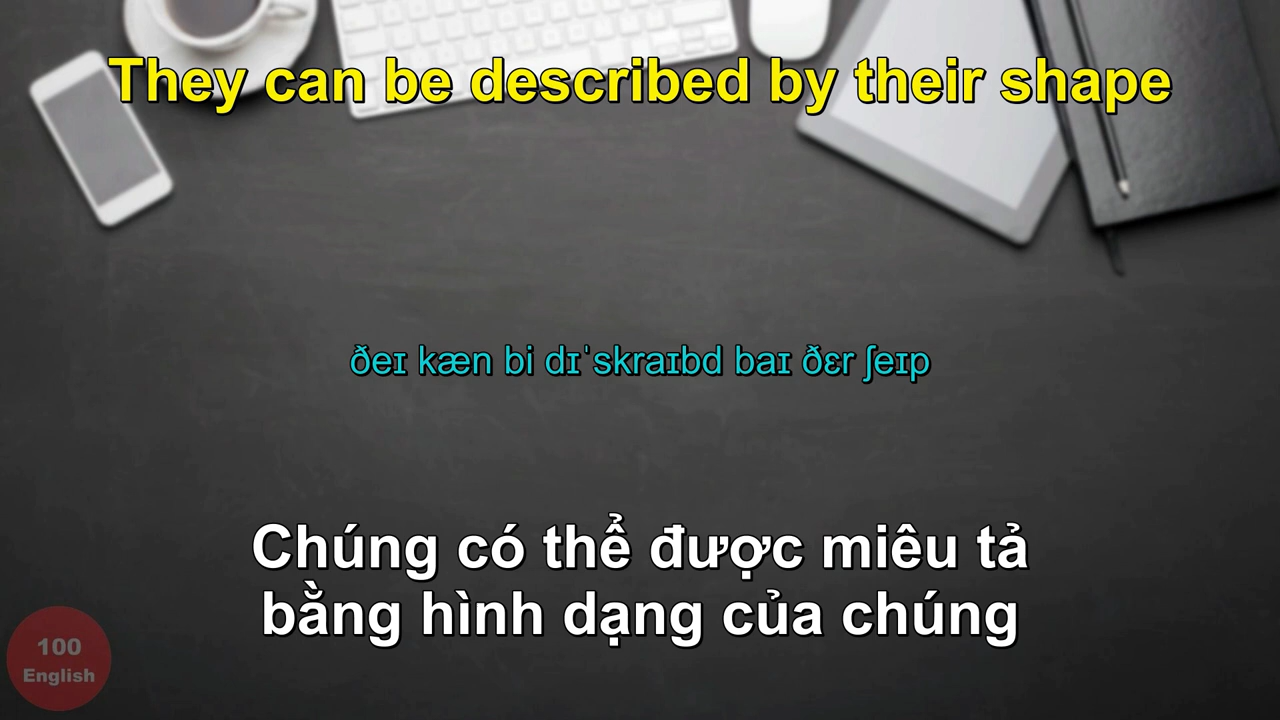 They can be described by their shape
ðeɪ kæn bi dɪˈskraɪbd baɪ ðɛr ʃeɪp
Chúng có thể được miêu tả
bằng hình dạng của chúng
100
English